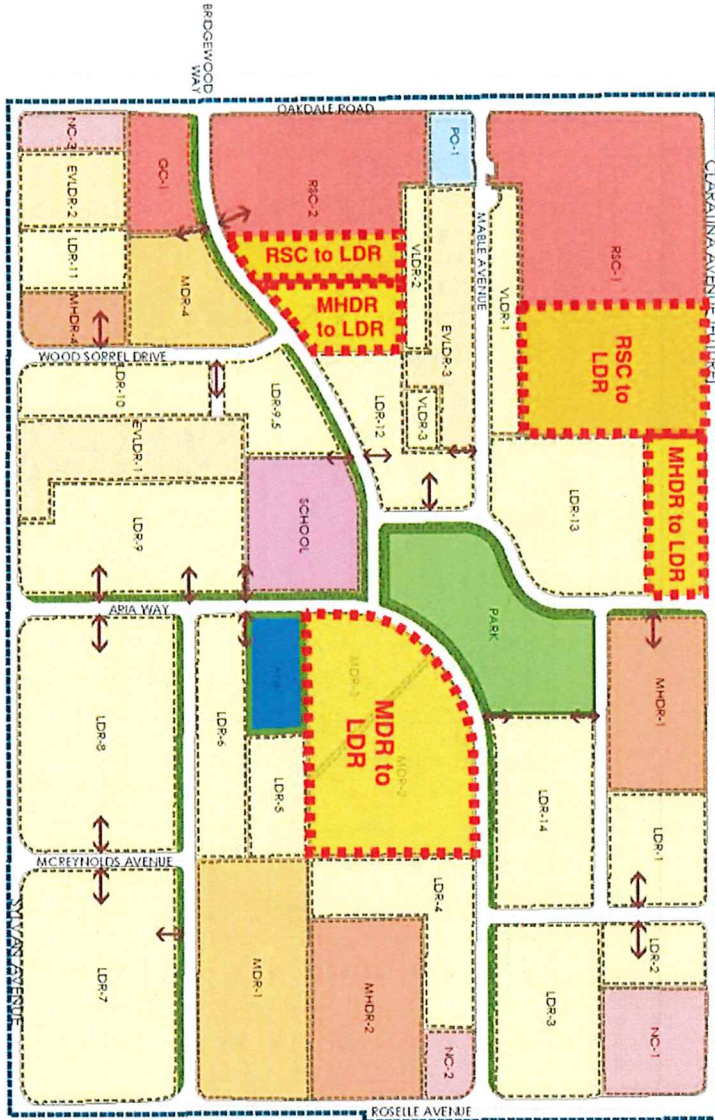 BRIDGEWOOD
WAY
OAKDALE ROAD
CLARATINA AVENUE
NC-3
EVLDR-2
LDR-11
MHDR-4
GC-1
MDR-4
RSC-2
RSC to LDR
MHDR
to LDR
PO-1
VLDR-2
EVLDR-3
VLDR-3
MABLE AVENUE
VLDR-1
RSC-1
RSC to
LDR
MHDR to LDR
WOOD SORREL DRIVE
LDR-10
EVLDR-1
LDR-9
LDR-9.5
LDR-12
LDR-13
SCHOOL
ARIA WAY
PARK
MHDR-1
LDR-8
LDR-6
LDR-5
MDR-3
MDR-2
MDR to
LDR
LDR-14
LDR-1
MCREYNOLDS AVENUE
LDR-4
LDR-7
MDR-1
MHDR-2
NC-2
LDR-3
LDR-2
NC-1
SYLVAN AVENUE
ROSELLE AVENUE